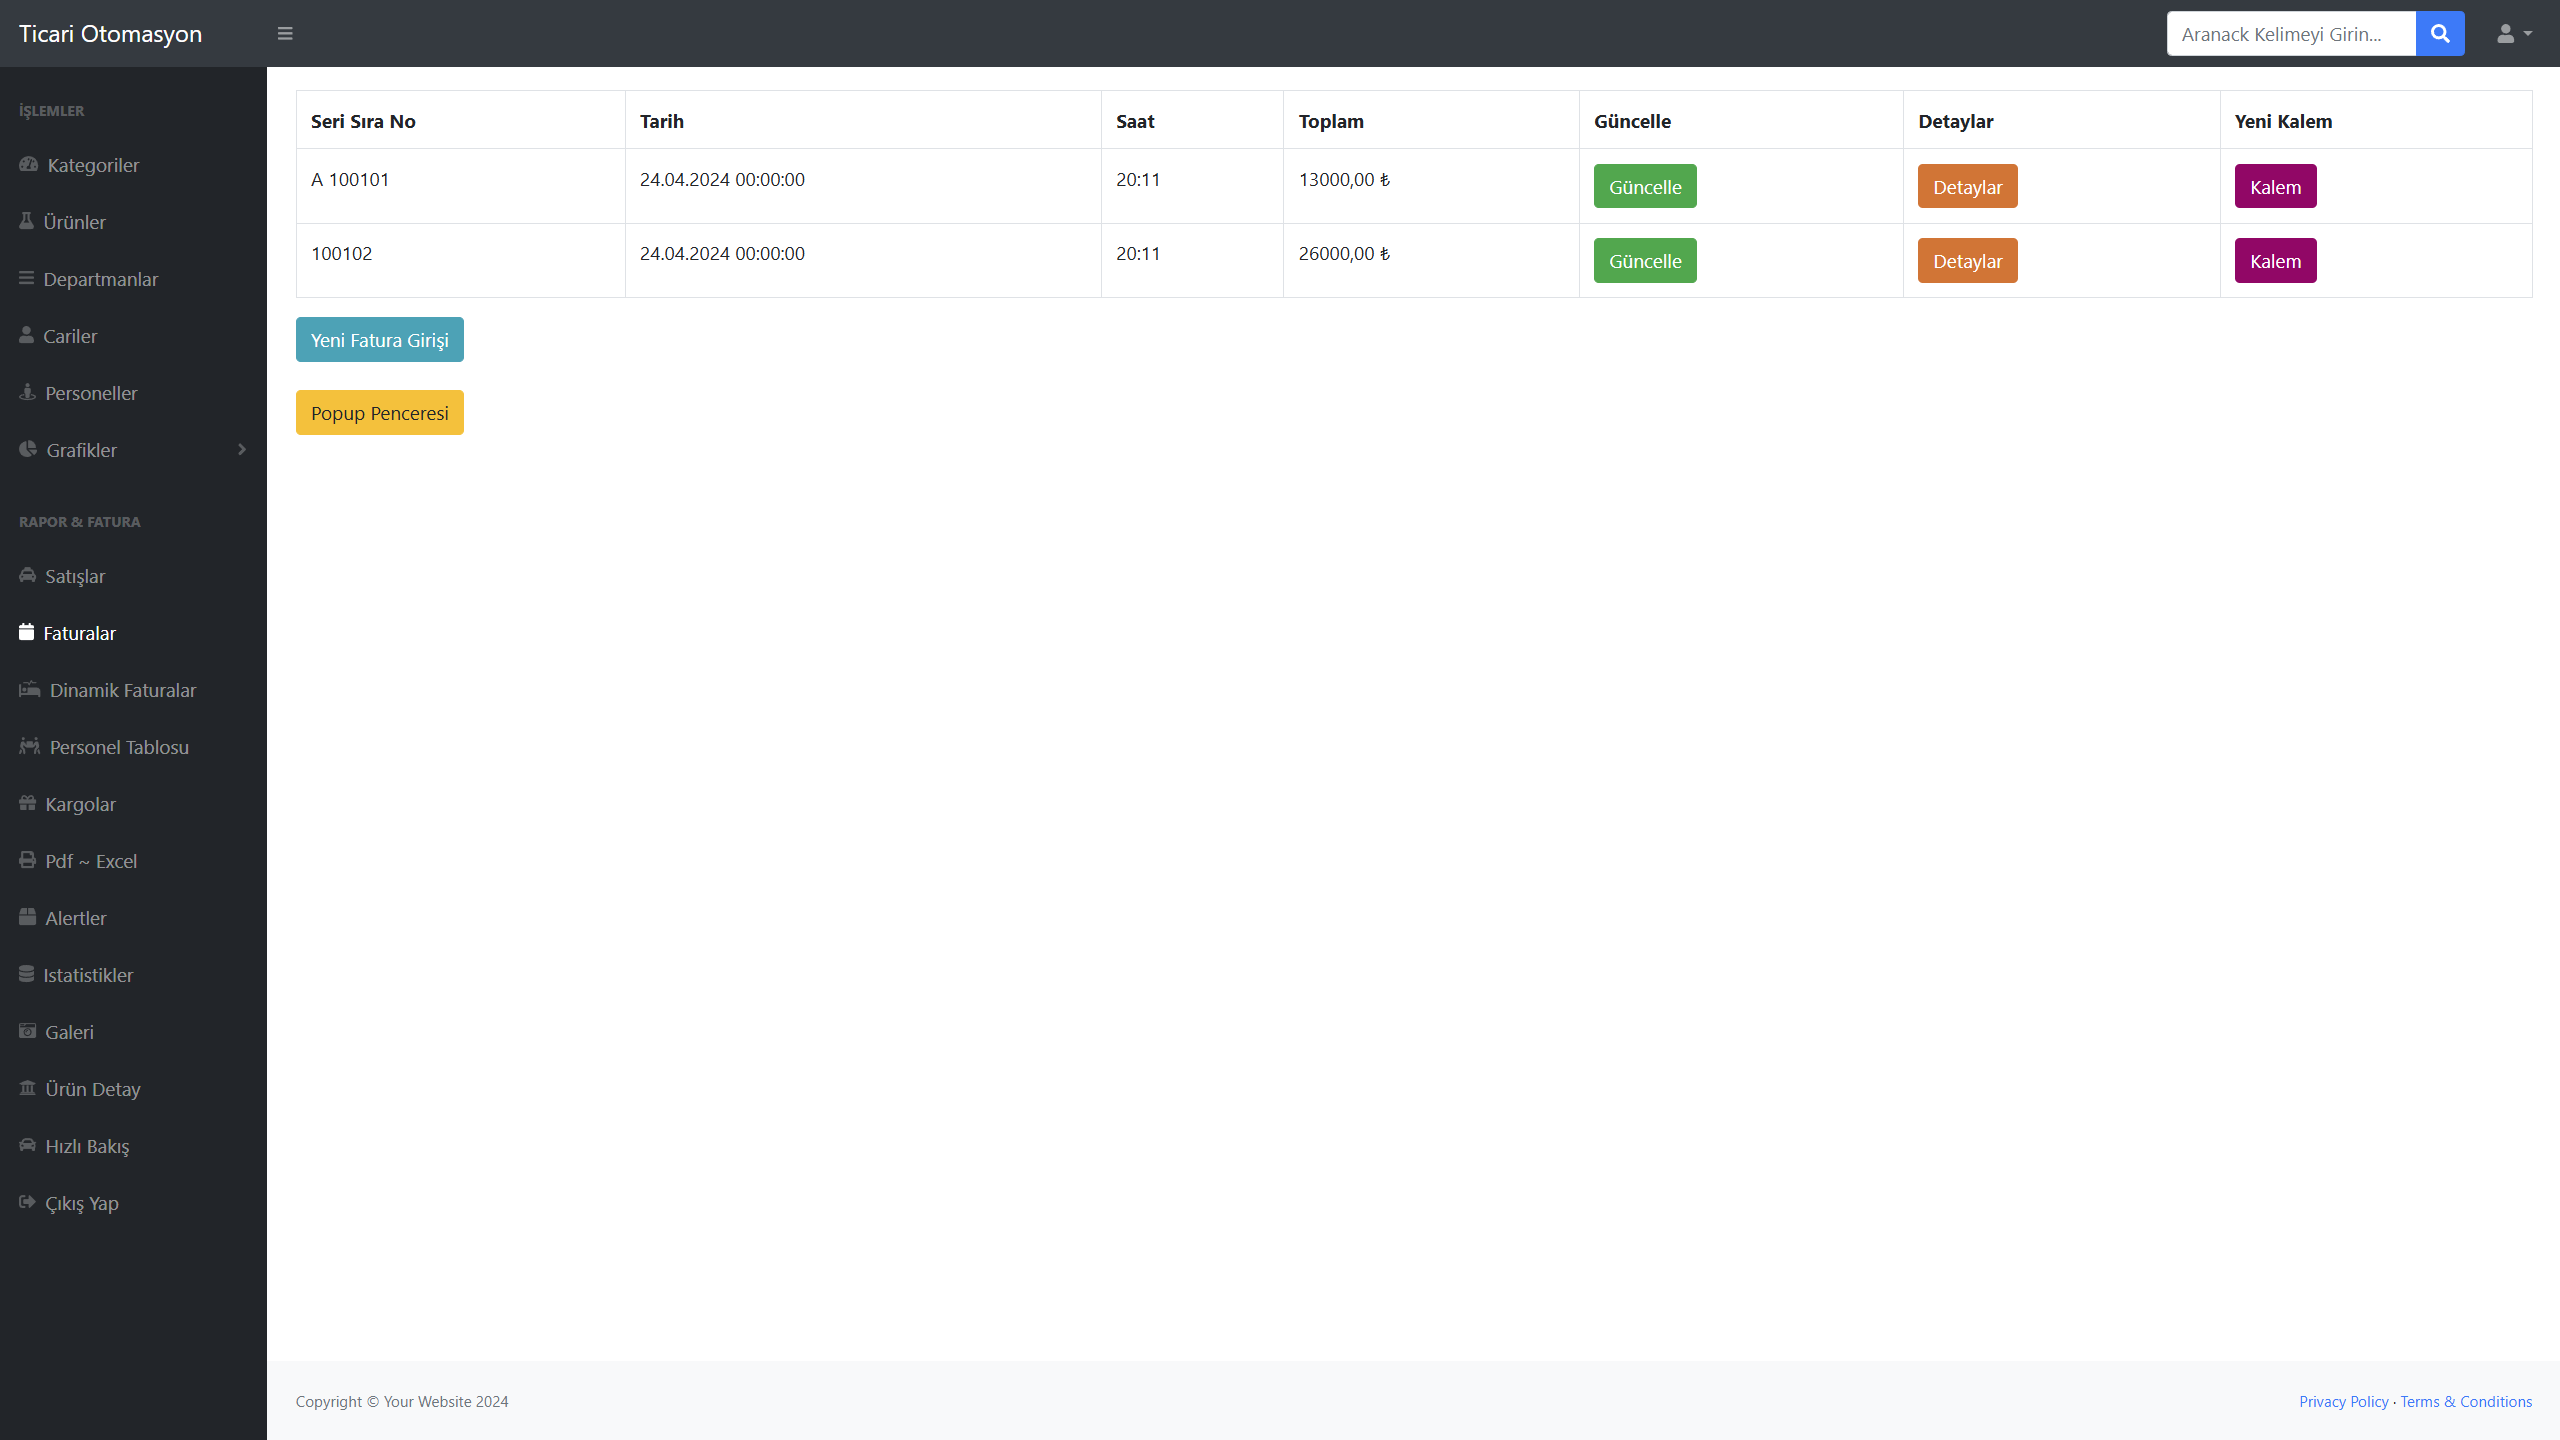 Ticari Otomasyon
Aranack Kelimeyi Girin...
İŞLEMLER
Kategoriler
Ürünler
Departmanlar
Cariler
Personeller
Grafikler
RAPOR & FATURA
Satışlar
Faturalar
Dinamik Faturalar
Personel Tablosu
Kargolar
Pdf ~ Excel
Alertler
Istatistikler
Galeri
Ürün Detay
Hızlı Bakış
Çıkış Yap
Seri Sıra No Tarih Saat Toplam Güncelle Detaylar Yeni Kalem
A 100101 24.04.2024 00:00:00 20:11 13000,00 ₺ Güncelle Detaylar Kalem
100102 24.04.2024 00:00:00 20:11 26000,00 ₺ Güncelle Detaylar Kalem
Yeni Fatura Girişi
Popup Penceresi
Copyright © Your Website 2024
Privacy Policy · Terms & Conditions